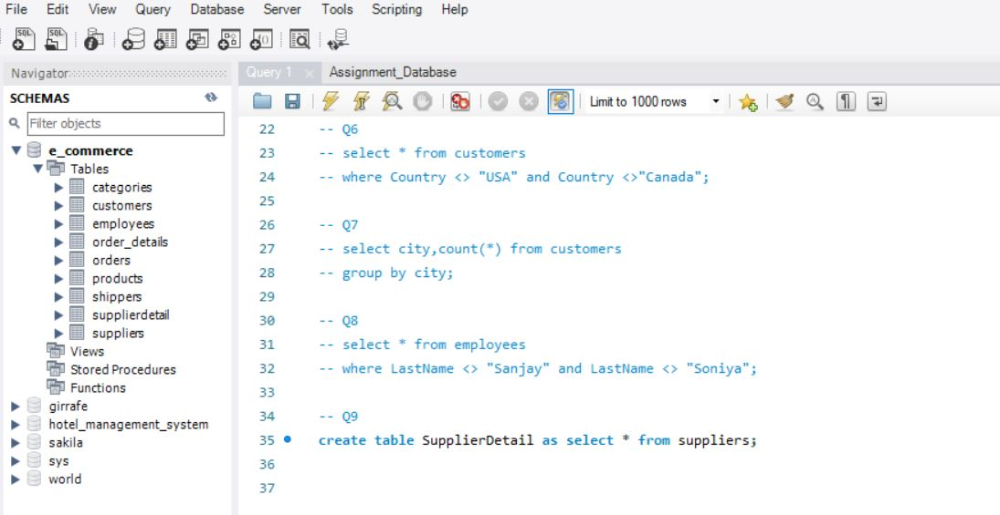 File Edit View Query Database Server Tools Scripting Help
Navigator
Query 1 Assignment_Database
SCHEMAS
Limit to 1000 rows
Filter objects
e_commerce
Tables
categories
customers
employees
order_details
orders
products
shippers
supplierdetail
suppliers
Views
Stored Procedures
Functions
girrafe
hotel_management_system
sakila
sys
world
22 -- Q6
23 -- select * from customers
24 -- where Country <> "USA" and Country <>"Canada";
25
26 -- Q7
27 -- select city,count(*) from customers
28 -- group by city;
29
30 -- Q8
31 -- select * from employees
32 -- where LastName <> "Sanjay" and LastName <> "Soniya";
33
34 -- Q9
35 create table SupplierDetail as select * from suppliers;
36
37